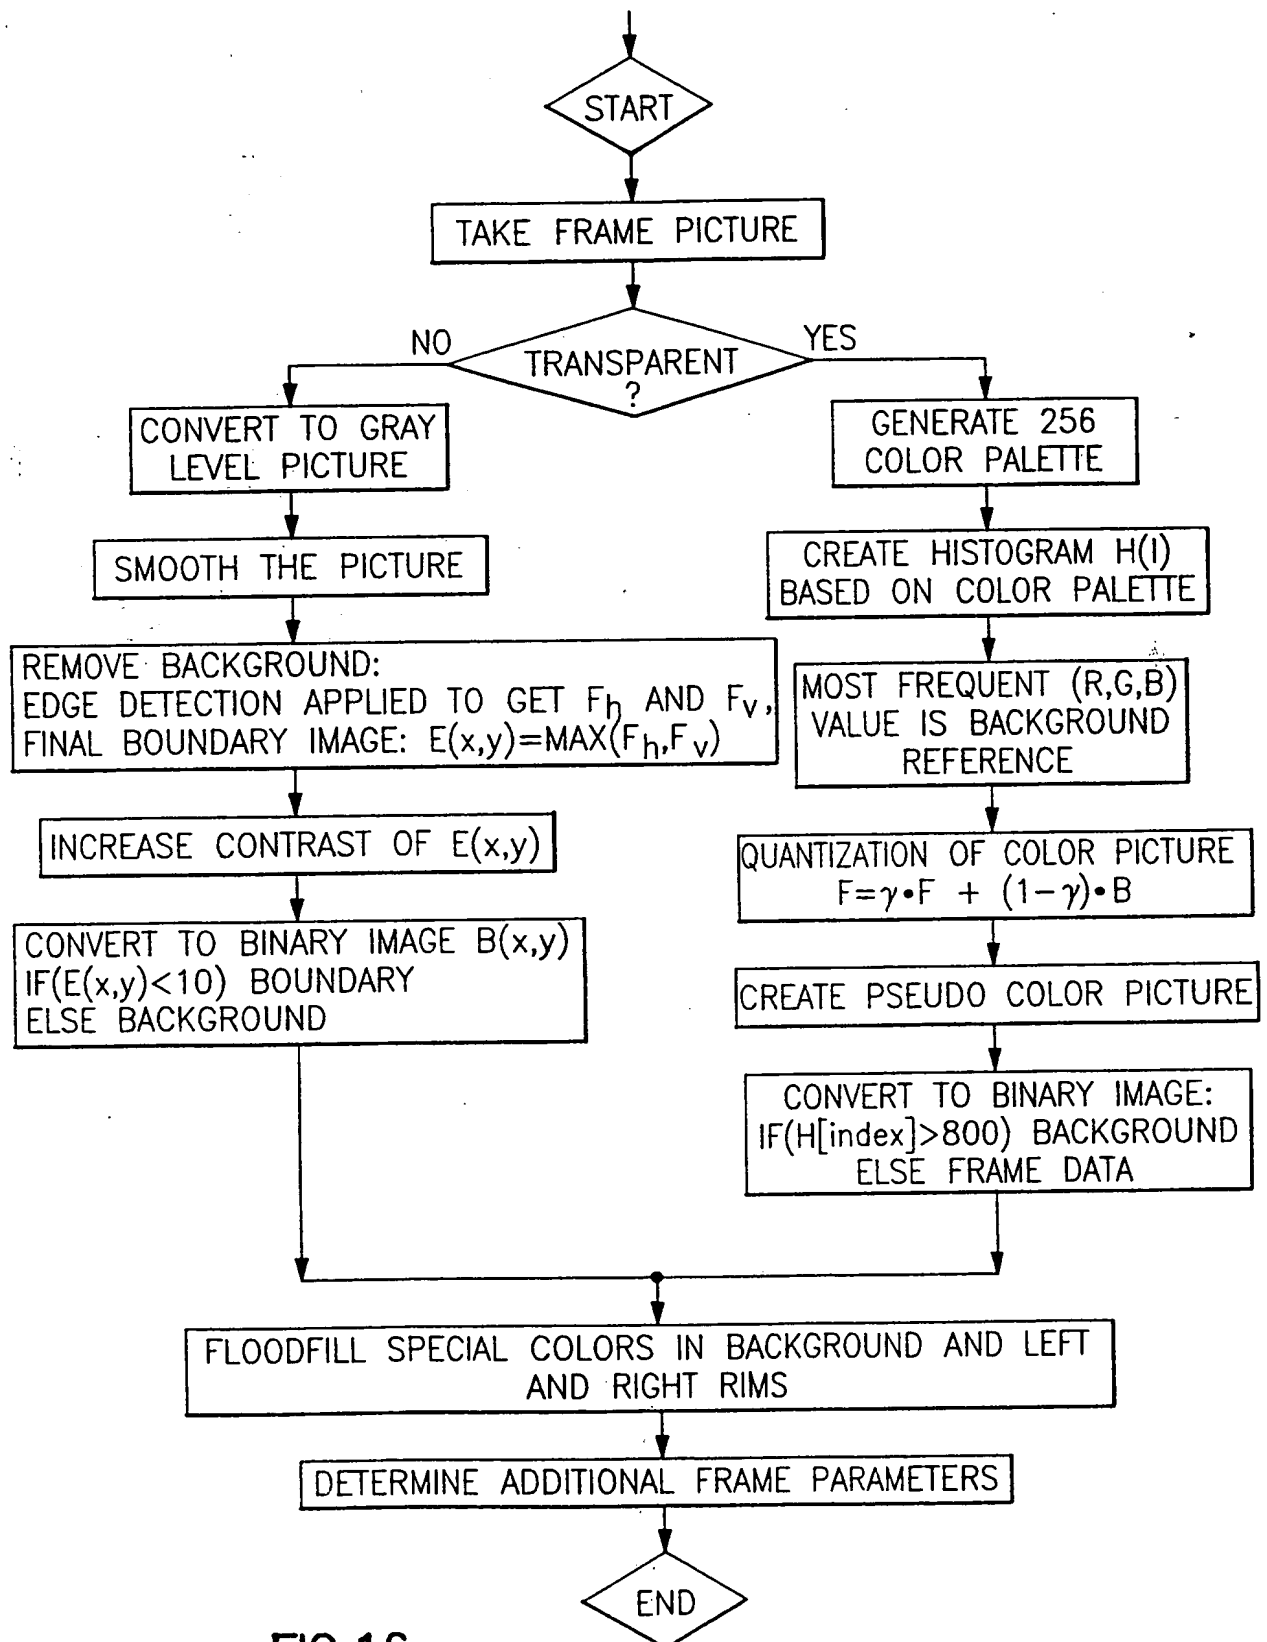 START
TAKE FRAME PICTURE
NO
YES
TRANSPARENT
?
CONVERT TO GRAY
LEVEL PICTURE
SMOOTH THE PICTURE
REMOVE BACKGROUND:
EDGE DETECTION APPLIED TO GET Fh AND Fv,
FINAL BOUNDARY IMAGE: E(x,y)=MAX(Fh,Fv)
INCREASE CONTRAST OF E(x,y)
CONVERT TO BINARY IMAGE B(x,y)
IF(E(x,y)<10) BOUNDARY
ELSE BACKGROUND
GENERATE 256
COLOR PALETTE
CREATE HISTOGRAM H(I)
BASED ON COLOR PALETTE
MOST FREQUENT (R,G,B)
VALUE IS BACKGROUND
REFERENCE
QUANTIZATION OF COLOR PICTURE
F=γ•F + (1-γ)•B
CREATE PSEUDO COLOR PICTURE
CONVERT TO BINARY IMAGE:
IF(H[index]>800) BACKGROUND
ELSE FRAME DATA
FLOODFILL SPECIAL COLORS IN BACKGROUND AND LEFT
AND RIGHT RIMS
DETERMINE ADDITIONAL FRAME PARAMETERS
END